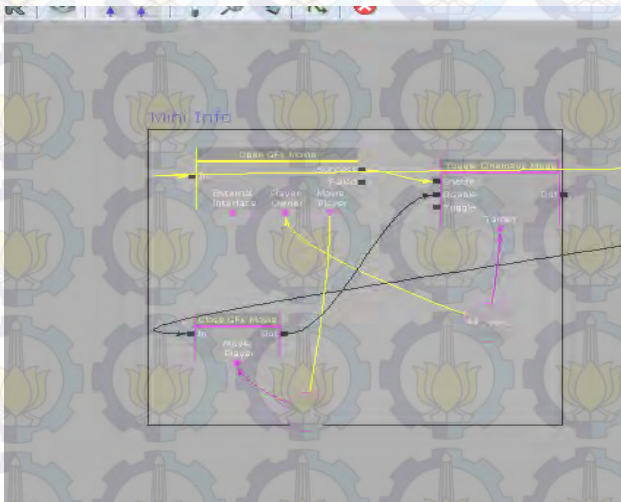 Mini Info
Open GFx Movie
In
Success
Failed
External Interface
Player Owner
Movie Player
Toggle Cinematic Mode
Enable
Disable
Toggle
Out
Target
Close GFx Movie
In
Out
Movie Player